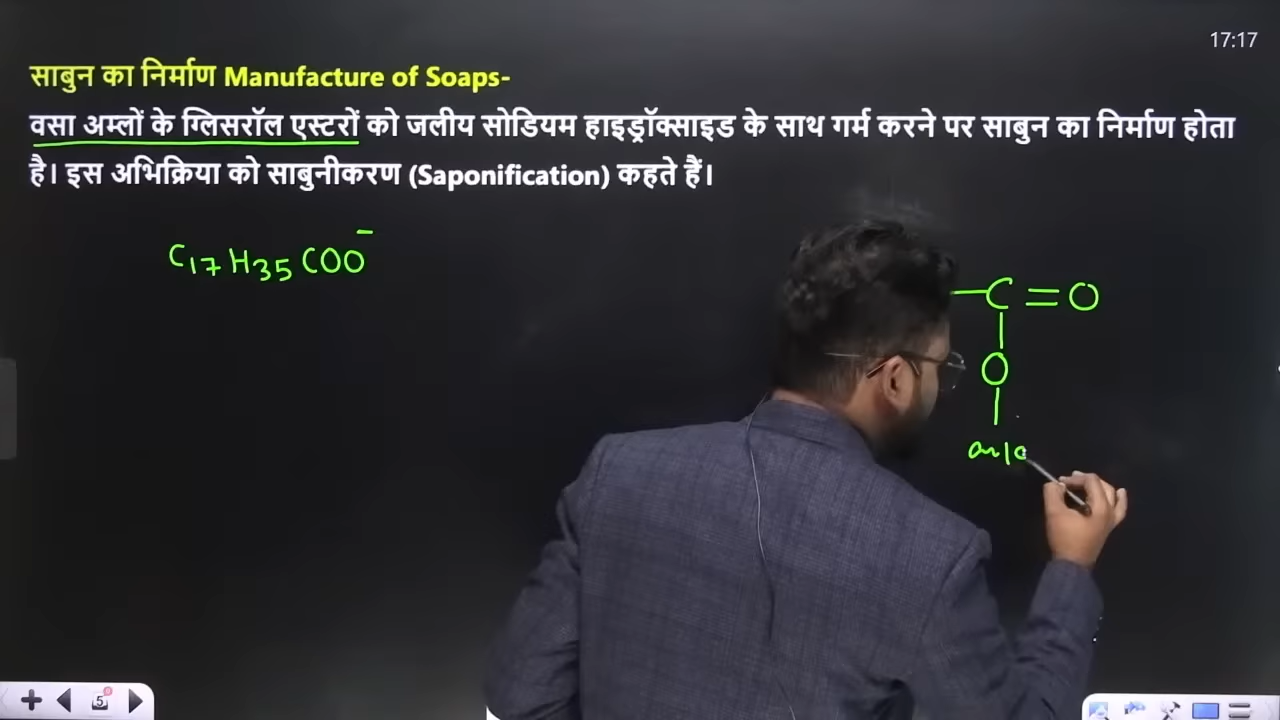 17:17
साबुन का निर्माण Manufacture of Soaps-
वसा अम्लों के ग्लिसरॉल एस्टरों को जलीय सोडियम हाइड्रॉक्साइड के साथ गर्म करने पर साबुन का निर्माण होता
है। इस अभिक्रिया को साबुनीकरण (Saponification) कहते हैं।
C₁₇H₃₅COO⁻
—C=O
O
5